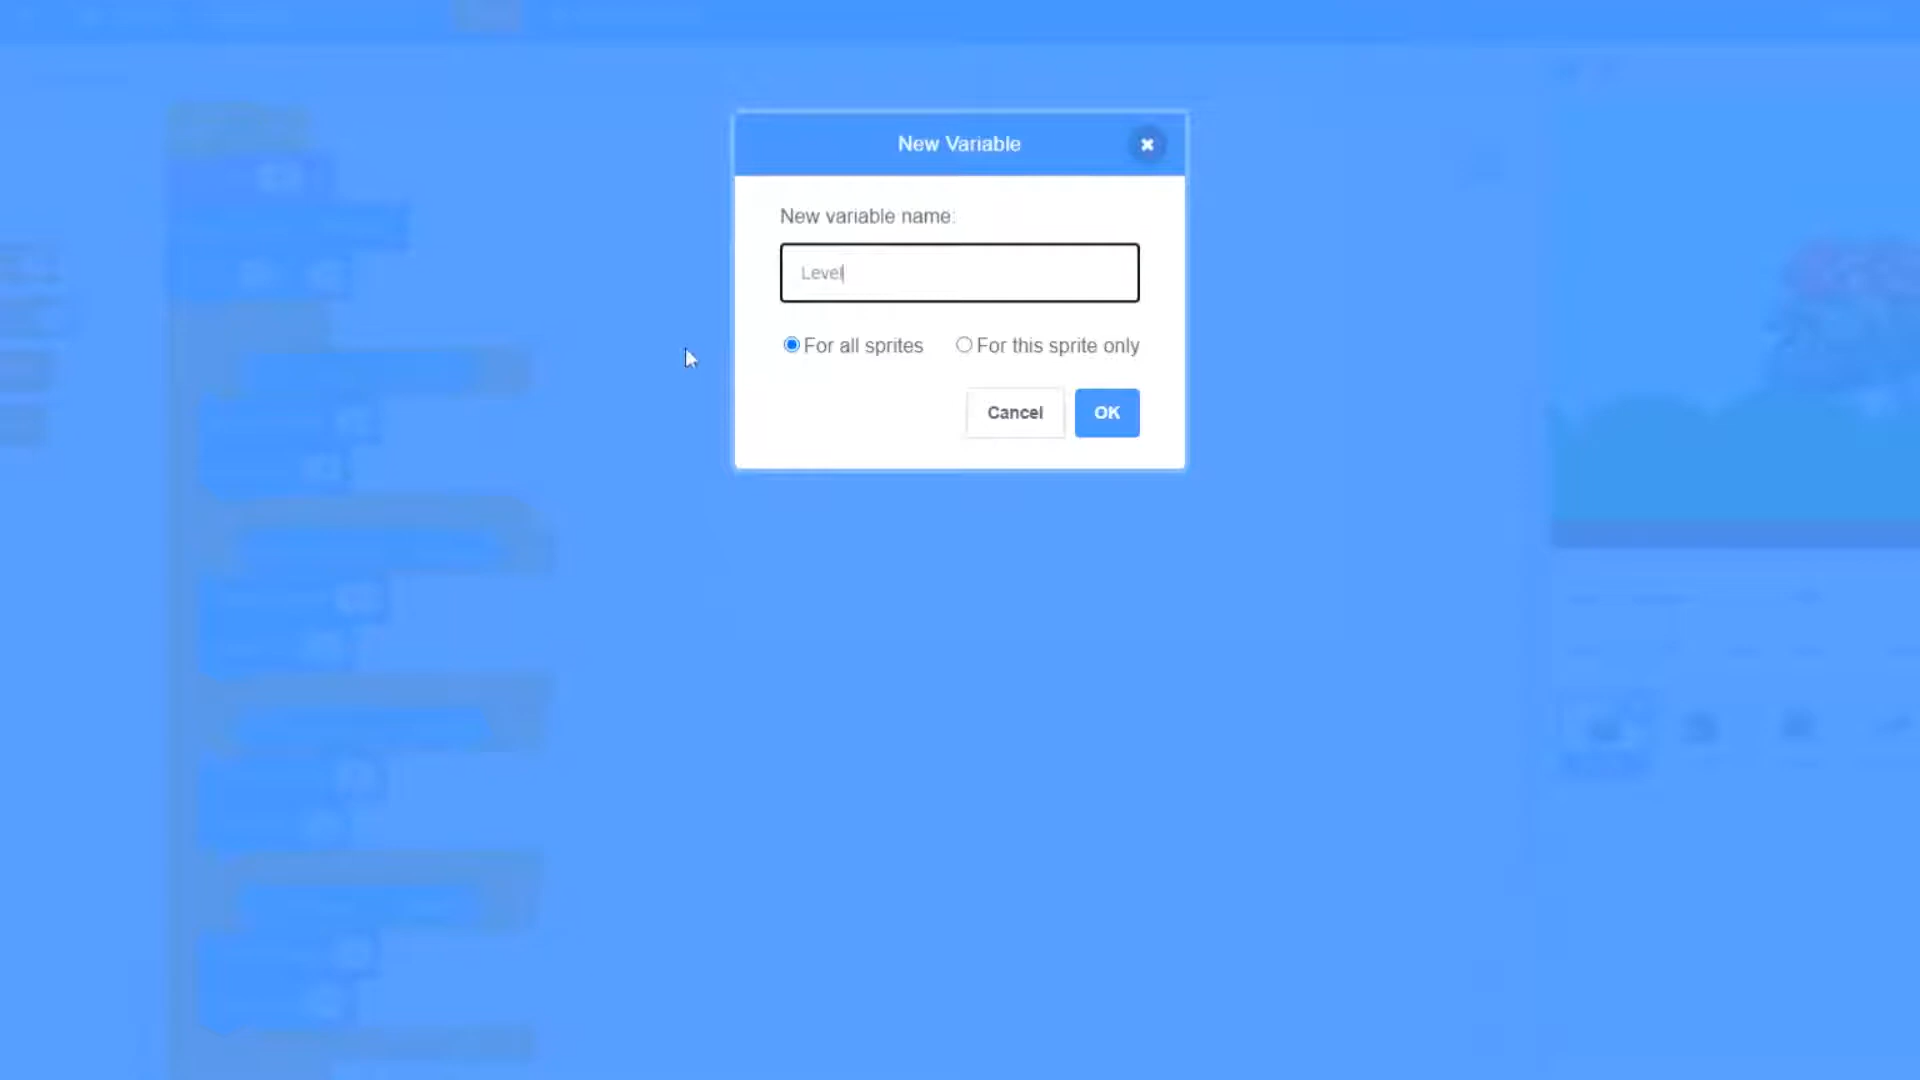 New Variable
New variable name:
Level
For all sprites
For this sprite only
Cancel
OK